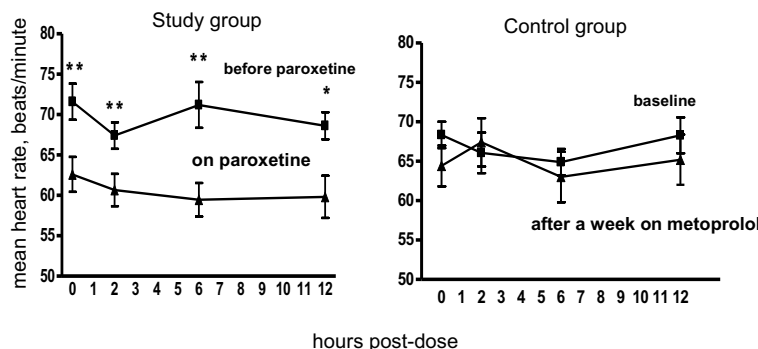 Study group
Control group
mean heart rate, beats/minute
80
75
70
65
60
55
50
**
**
**
*
before paroxetine
on paroxetine
0 1 2 3 4 5 6 7 8 9 10 11 12
80
75
70
65
60
55
50
baseline
after a week on metoprolol
0 1 2 3 4 5 6 7 8 9 10 11 12
hours post-dose